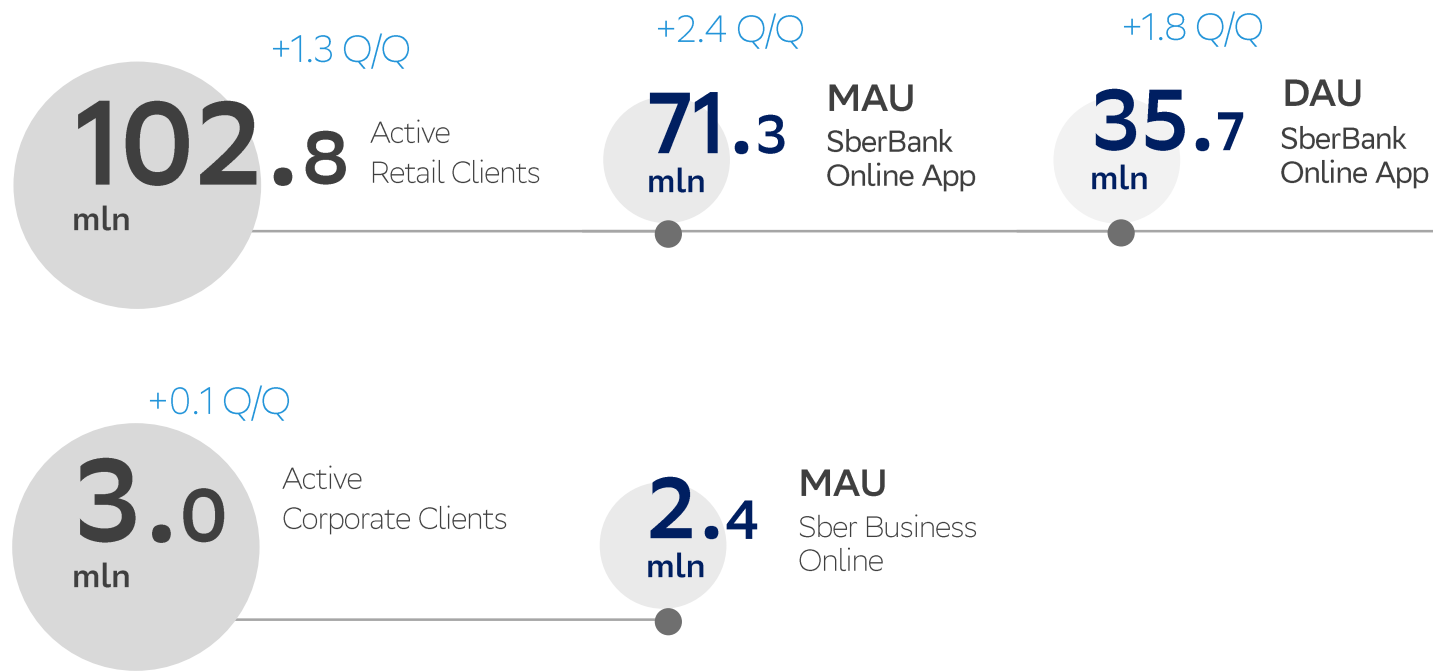 +1.3 Q/Q
102.8
mln
Active
Retail Clients
+2.4 Q/Q
71.3
mln
MAU
SberBank
Online App
+1.8 Q/Q
35.7
mln
DAU
SberBank
Online App
+0.1 Q/Q
3.0
mln
Active
Corporate Clients
2.4
mln
MAU
Sber Business
Online